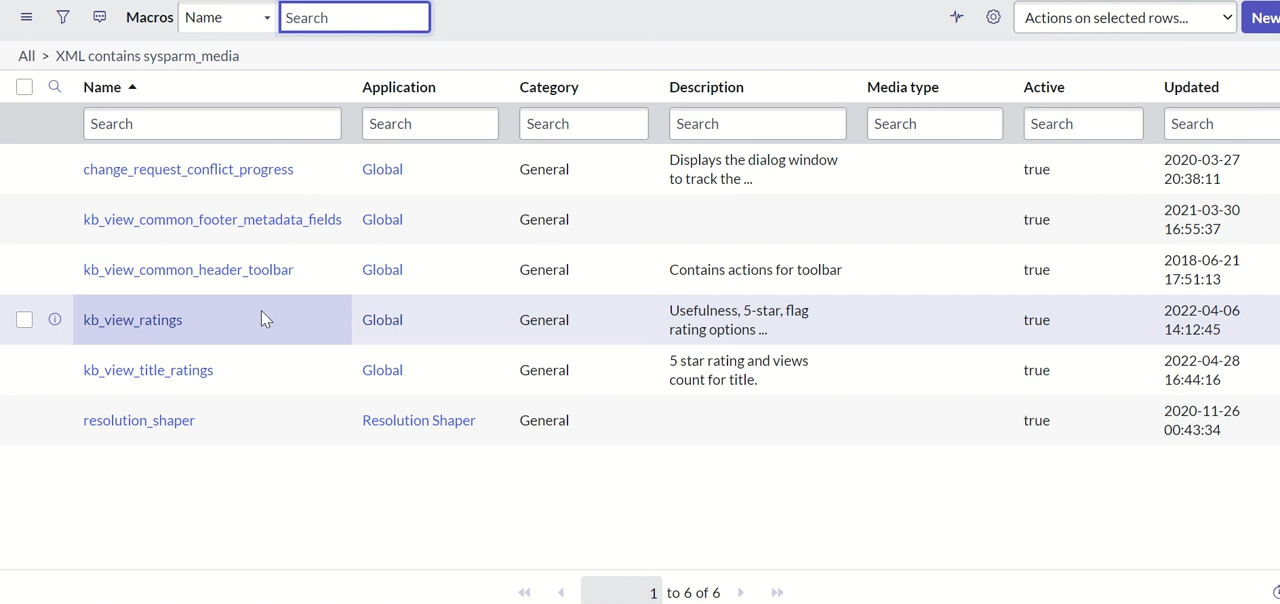 Macros Name Search Actions on selected rows... New
All > XML contains sysparm_media
Name Application Category Description Media type Active Updated
Search Search Search Search Search Search Search
change_request_conflict_progress Global General Displays the dialog window to track the ... true 2020-03-27 20:38:11
kb_view_common_footer_metadata_fields Global General true 2021-03-30 16:55:37
kb_view_common_header_toolbar Global General Contains actions for toolbar true 2018-06-21 17:51:13
kb_view_ratings Global General Usefulness, 5-star, flag rating options ... true 2022-04-06 14:12:45
kb_view_title_ratings Global General 5 star rating and views count for title. true 2022-04-28 16:44:16
resolution_shaper Resolution Shaper General true 2020-11-26 00:43:34
1 to 6 of 6